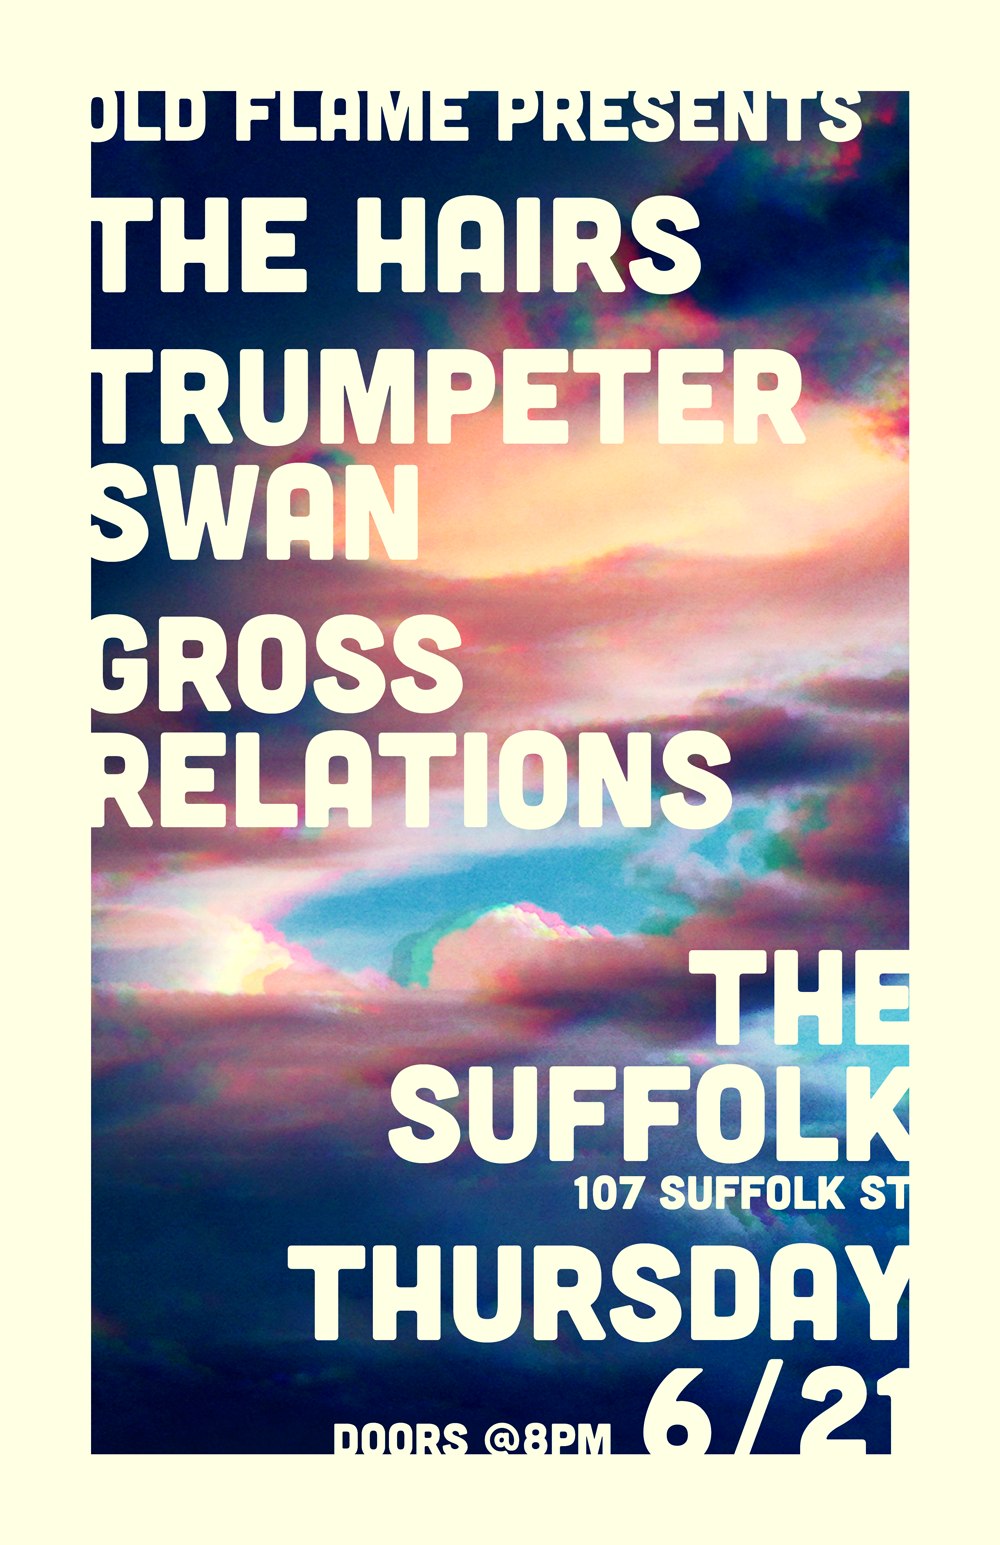 OLD FLAME PRESENTS
THE HAIRS
TRUMPETER
SWAN
GROSS
RELATIONS
THE
SUFFOLK
107 SUFFOLK ST
THURSDAY
DOORS @8PM 6/21